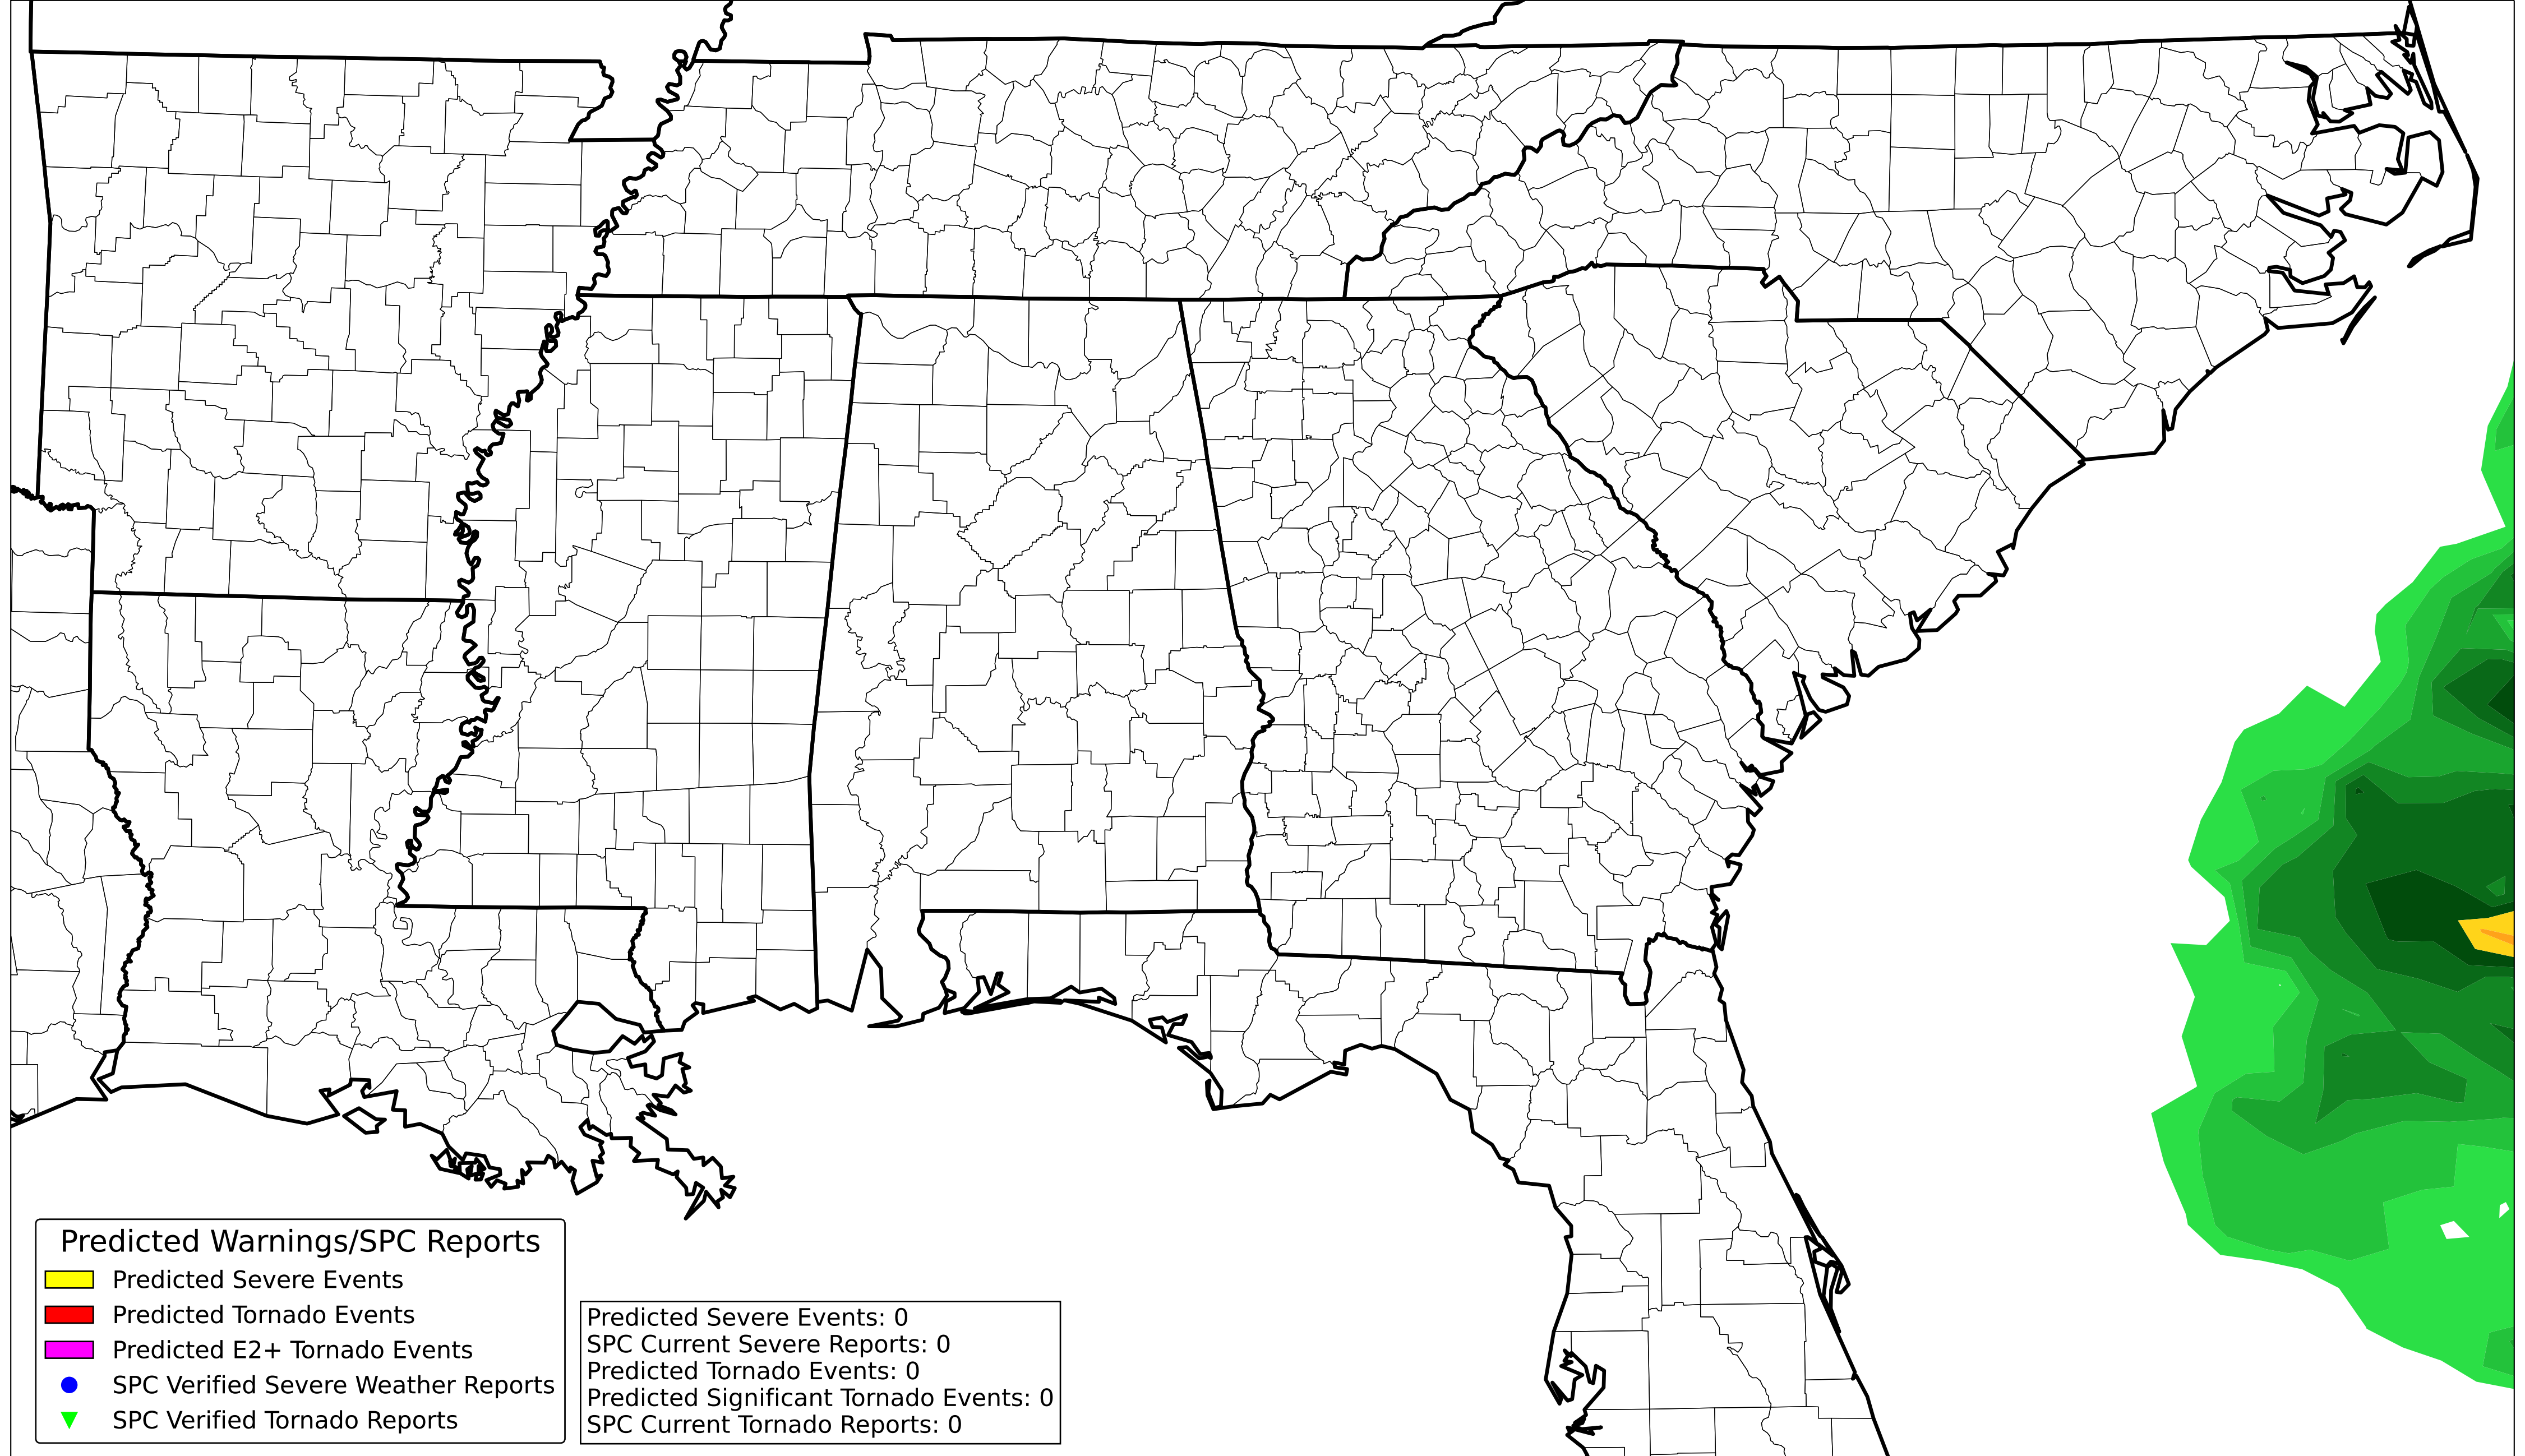 Predicted Warnings/SPC Reports
Predicted Severe Events
Predicted Tornado Events
Predicted E2+ Tornado Events
SPC Verified Severe Weather Reports
SPC Verified Tornado Reports
Predicted Severe Events: 0
SPC Current Severe Reports: 0
Predicted Tornado Events: 0
Predicted Significant Tornado Events: 0
SPC Current Tornado Reports: 0